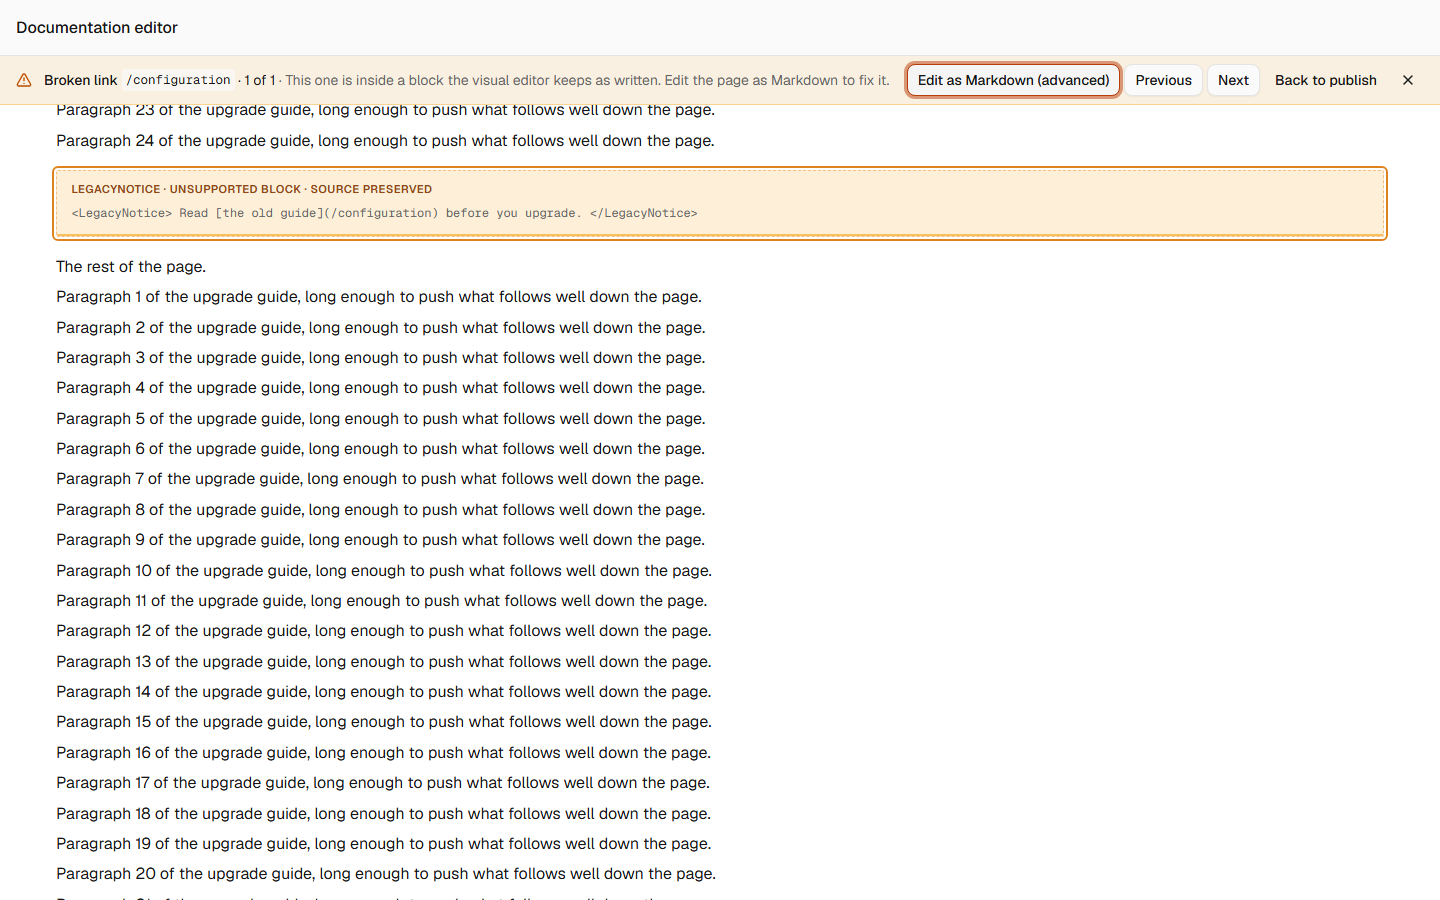 Documentation editor
Broken link /configuration · 1 of 1 · This one is inside a block the visual editor keeps as written. Edit the page as Markdown to fix it. Edit as Markdown (advanced) Previous Next Back to publish
Paragraph 23 of the upgrade guide, long enough to push what follows well down the page.
Paragraph 24 of the upgrade guide, long enough to push what follows well down the page.
LEGACYNOTICE · UNSUPPORTED BLOCK · SOURCE PRESERVED
<LegacyNotice> Read [the old guide](/configuration) before you upgrade. </LegacyNotice>
The rest of the page.
Paragraph 1 of the upgrade guide, long enough to push what follows well down the page.
Paragraph 2 of the upgrade guide, long enough to push what follows well down the page.
Paragraph 3 of the upgrade guide, long enough to push what follows well down the page.
Paragraph 4 of the upgrade guide, long enough to push what follows well down the page.
Paragraph 5 of the upgrade guide, long enough to push what follows well down the page.
Paragraph 6 of the upgrade guide, long enough to push what follows well down the page.
Paragraph 7 of the upgrade guide, long enough to push what follows well down the page.
Paragraph 8 of the upgrade guide, long enough to push what follows well down the page.
Paragraph 9 of the upgrade guide, long enough to push what follows well down the page.
Paragraph 10 of the upgrade guide, long enough to push what follows well down the page.
Paragraph 11 of the upgrade guide, long enough to push what follows well down the page.
Paragraph 12 of the upgrade guide, long enough to push what follows well down the page.
Paragraph 13 of the upgrade guide, long enough to push what follows well down the page.
Paragraph 14 of the upgrade guide, long enough to push what follows well down the page.
Paragraph 15 of the upgrade guide, long enough to push what follows well down the page.
Paragraph 16 of the upgrade guide, long enough to push what follows well down the page.
Paragraph 17 of the upgrade guide, long enough to push what follows well down the page.
Paragraph 18 of the upgrade guide, long enough to push what follows well down the page.
Paragraph 19 of the upgrade guide, long enough to push what follows well down the page.
Paragraph 20 of the upgrade guide, long enough to push what follows well down the page.